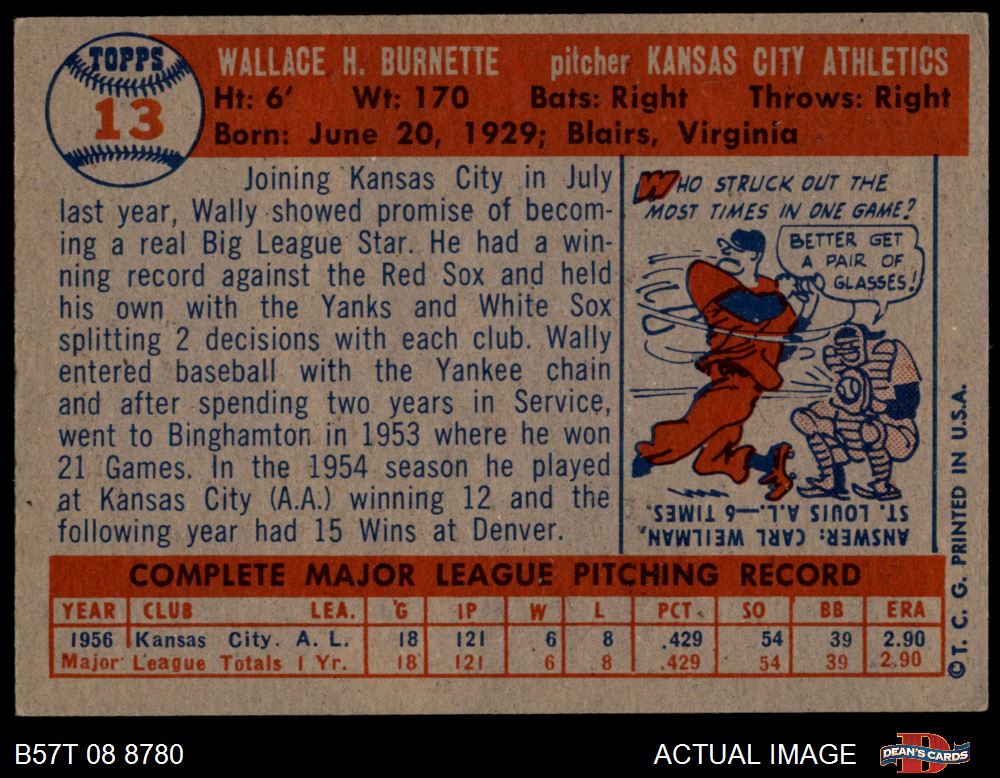 TOPPS
13
WALLACE H. BURNETTE pitcher KANSAS CITY ATHLETICS
Ht: 6' Wt: 170 Bats: Right Throws: Right
Born: June 20, 1929; Blairs, Virginia
Joining Kansas City in July
last year, Wally showed promise of becom-
ing a real Big League Star. He had a win-
ning record against the Red Sox and held
his own with the Yanks and White Sox
splitting 2 decisions with each club. Wally
entered baseball with the Yankee chain
and after spending two years in Service,
went to Binghamton in 1953 where he won
21 Games. In the 1954 season he played
at Kansas City (A.A.) winning 12 and the
following year had 15 Wins at Denver.
WHO STRUCK OUT THE
MOST TIMES IN ONE GAME?
BETTER GET
A PAIR OF
GLASSES!
ANSWER: CARL WEILMAN,
ST. LOUIS A.L.—6 TIMES.
COMPLETE MAJOR LEAGUE PITCHING RECORD
YEAR CLUB LEA. G IP W L PCT. SO BB ERA
1956 Kansas City. A. L. 18 121 6 8 .429 54 39 2.90
Major League Totals 1 Yr. 18 121 6 8 .429 54 39 2.90
© T. C. G. PRINTED IN U.S.A.
B57T 08 8780 ACTUAL IMAGE
DEAN'S CARDS